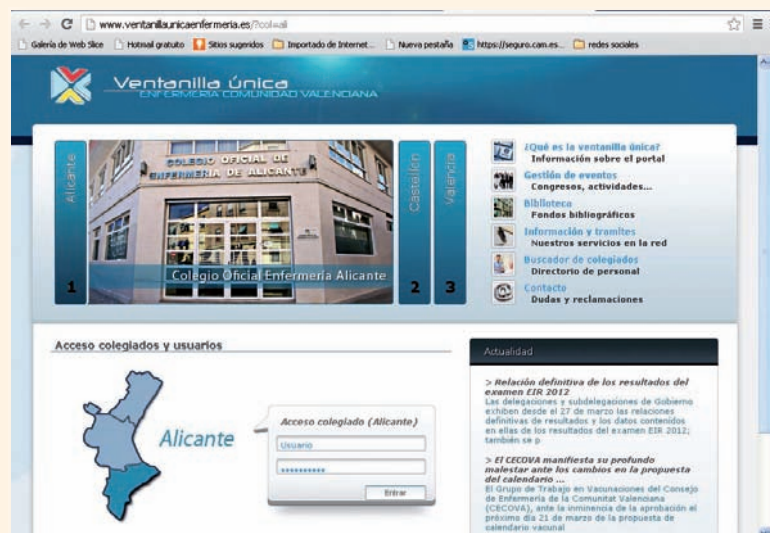 www.ventanillaunicaenfermeria.es/?col=ali
Galería de Web Slice Hotmail gratuito Sitios sugeridos Importado de Internet... Nueva pestaña https://seguro.cam.es... redes sociales
Ventanilla única
ENFERMERIA COMUNIDAD VALENCIANA
Alicante
1
COLEGIO OFICIAL DE
ENFERMERIA DE ALICANTE
Colegio Oficial Enfermería Alicante
Castellón
2
Valencia
3
¿Qué es la ventanilla única?
Información sobre el portal
Gestión de eventos
Congresos, actividades...
Biblioteca
Fondos bibliográficos
Información y tramites
Nuestros servicios en la red
Buscador de colegiados
Directorio de personal
Contacto
Dudas y reclamaciones
Acceso colegiados y usuarios
Alicante
Acceso colegiado (Alicante)
Usuario
**********
Entrar
Actualidad
> Relación definitiva de los resultados del
examen EIR 2012
Las delegaciones y subdelegaciones de Gobierno
exhiben desde el 27 de marzo las relaciones
definitivas de resultados y los datos contenidos
en ellas de los resultados del examen EIR 2012;
también se p
> El CECOVA manifiesta su profundo
malestar ante los cambios en la propuesta
del calendario ...
El Grupo de Trabajo en Vacunaciones del Consejo
de Enfermería de la Comunitat Valenciana
(CECOVA), ante la inminencia de la aprobación el
próximo día 21 de marzo de la propuesta de
calendario vacunal